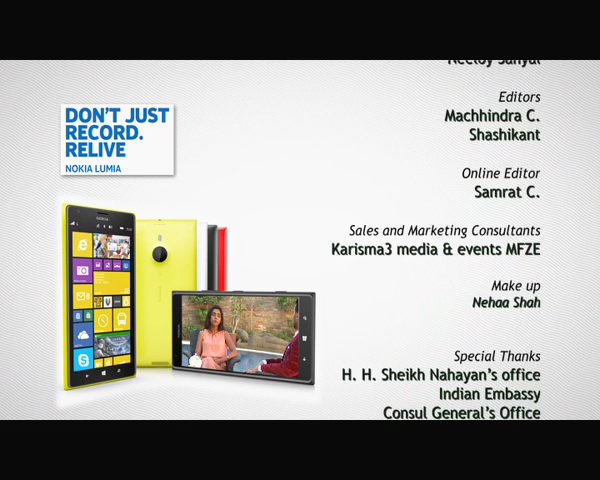 DON'T JUST
RECORD.
RELIVE
NOKIA LUMIA
Editors
Machhindra C.
Shashikant
Online Editor
Samrat C.
Sales and Marketing Consultants
Karisma3 media & events MFZE
Make up
Nehaa Shah
Special Thanks
H. H. Sheikh Nahayan's office
Indian Embassy
Consul General's Office